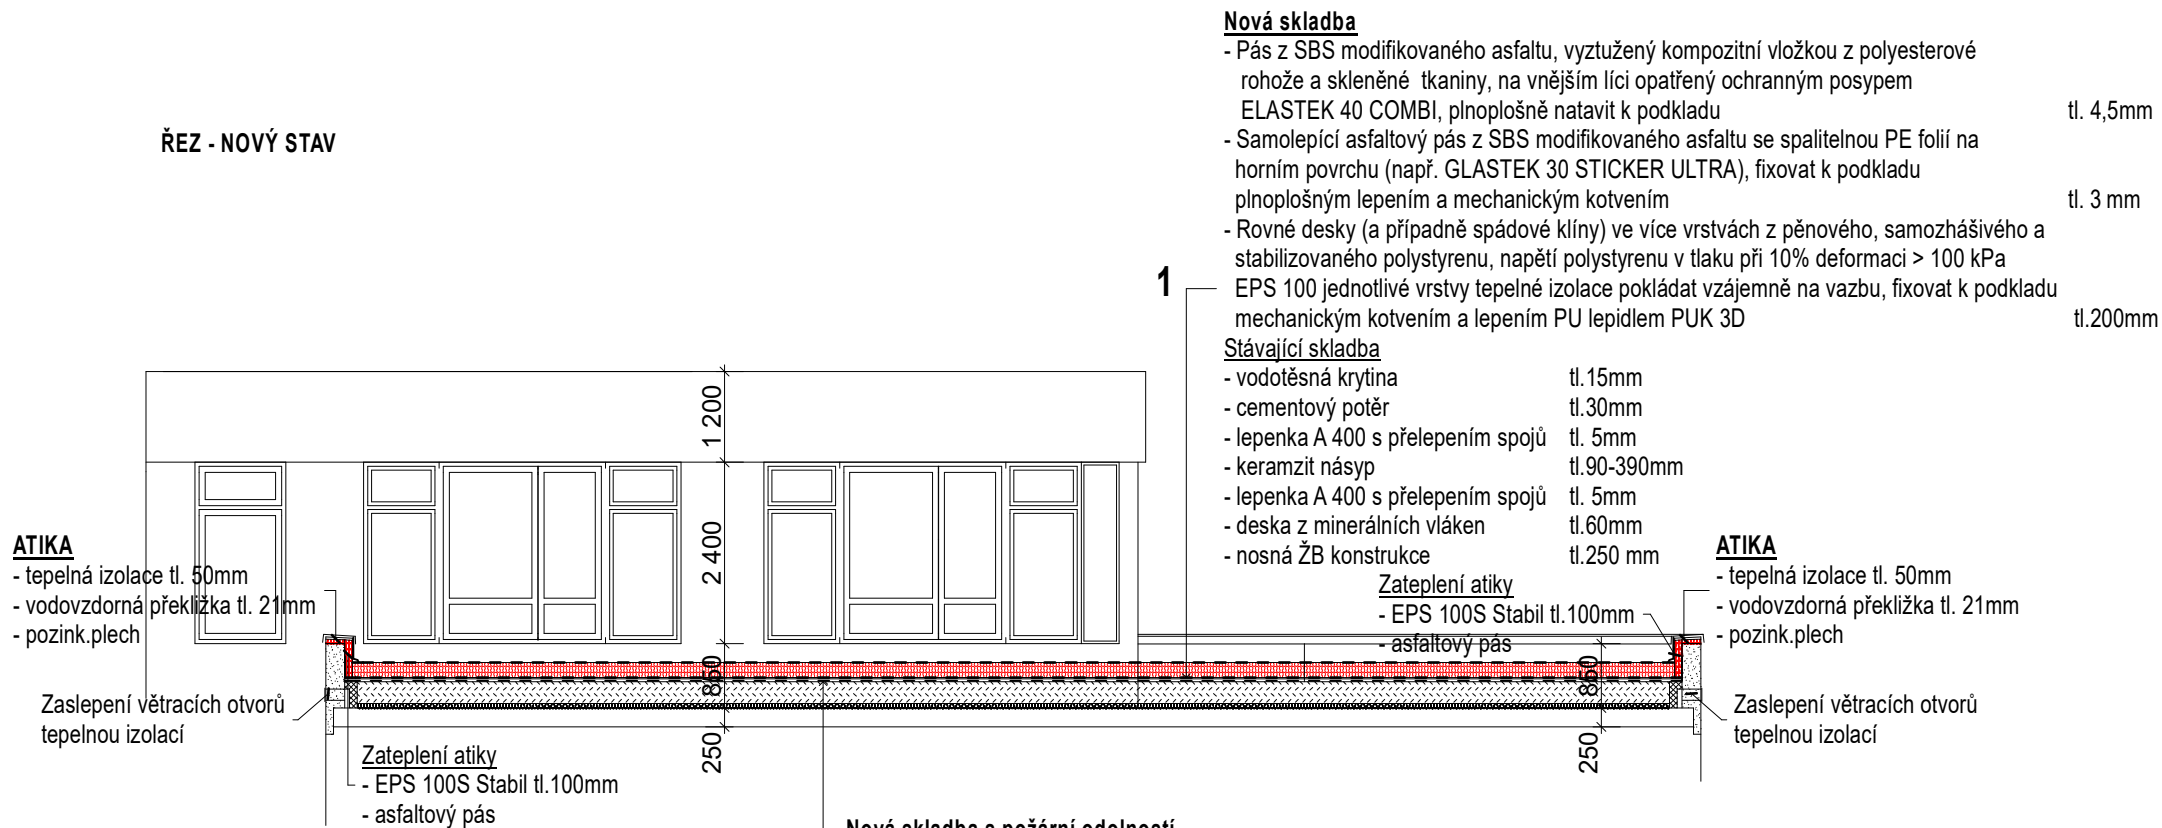 Nová skladba
- Pás z SBS modifikovaného asfaltu, vyztužený kompozitní vložkou z polyesterové
rohože a skleněné tkaniny, na vnějším líci opatřený ochranným posypem
ELASTEK 40 COMBI, plnoplošně natavit k podkladu tl. 4,5mm
ŘEZ - NOVÝ STAV
- Samolepící asfaltový pás z SBS modifikovaného asfaltu se spalitelnou PE folií na
horním povrchu (např. GLASTEK 30 STICKER ULTRA), fixovat k podkladu
plnoplošným lepením a mechanickým kotvením tl. 3 mm
- Rovné desky (a případně spádové klíny) ve více vrstvách z pěnového, samozhášivého a
stabilizovaného polystyrenu, napětí polystyrenu v tlaku při 10% deformaci > 100 kPa
1
EPS 100 jednotlivé vrstvy tepelné izolace pokládat vzájemně na vazbu, fixovat k podkladu
mechanickým kotvením a lepením PU lepidlem PUK 3D tl.200mm
Stávající skladba
- vodotěsná krytina tl.15mm
- cementový potěr tl.30mm
- lepenka A 400 s přelepením spojů tl. 5mm
- keramzit násyp tl.90-390mm
- lepenka A 400 s přelepením spojů tl. 5mm
- deska z minerálních vláken tl.60mm
- nosná ŽB konstrukce tl.250 mm
1 200
2 400
850
250
ATIKA
- tepelná izolace tl. 50mm
- vodovzdorná překližka tl. 21mm
- pozink.plech
Zateplení atiky
- EPS 100S Stabil tl.100mm
- asfaltový pás
ATIKA
- tepelná izolace tl. 50mm
- vodovzdorná překližka tl. 21mm
- pozink.plech
850
250
Zaslepení větracích otvorů
tepelnou izolací
Zaslepení větracích otvorů
tepelnou izolací
Zateplení atiky
- EPS 100S Stabil tl.100mm
- asfaltový pás
Nová skladba s požární odolností